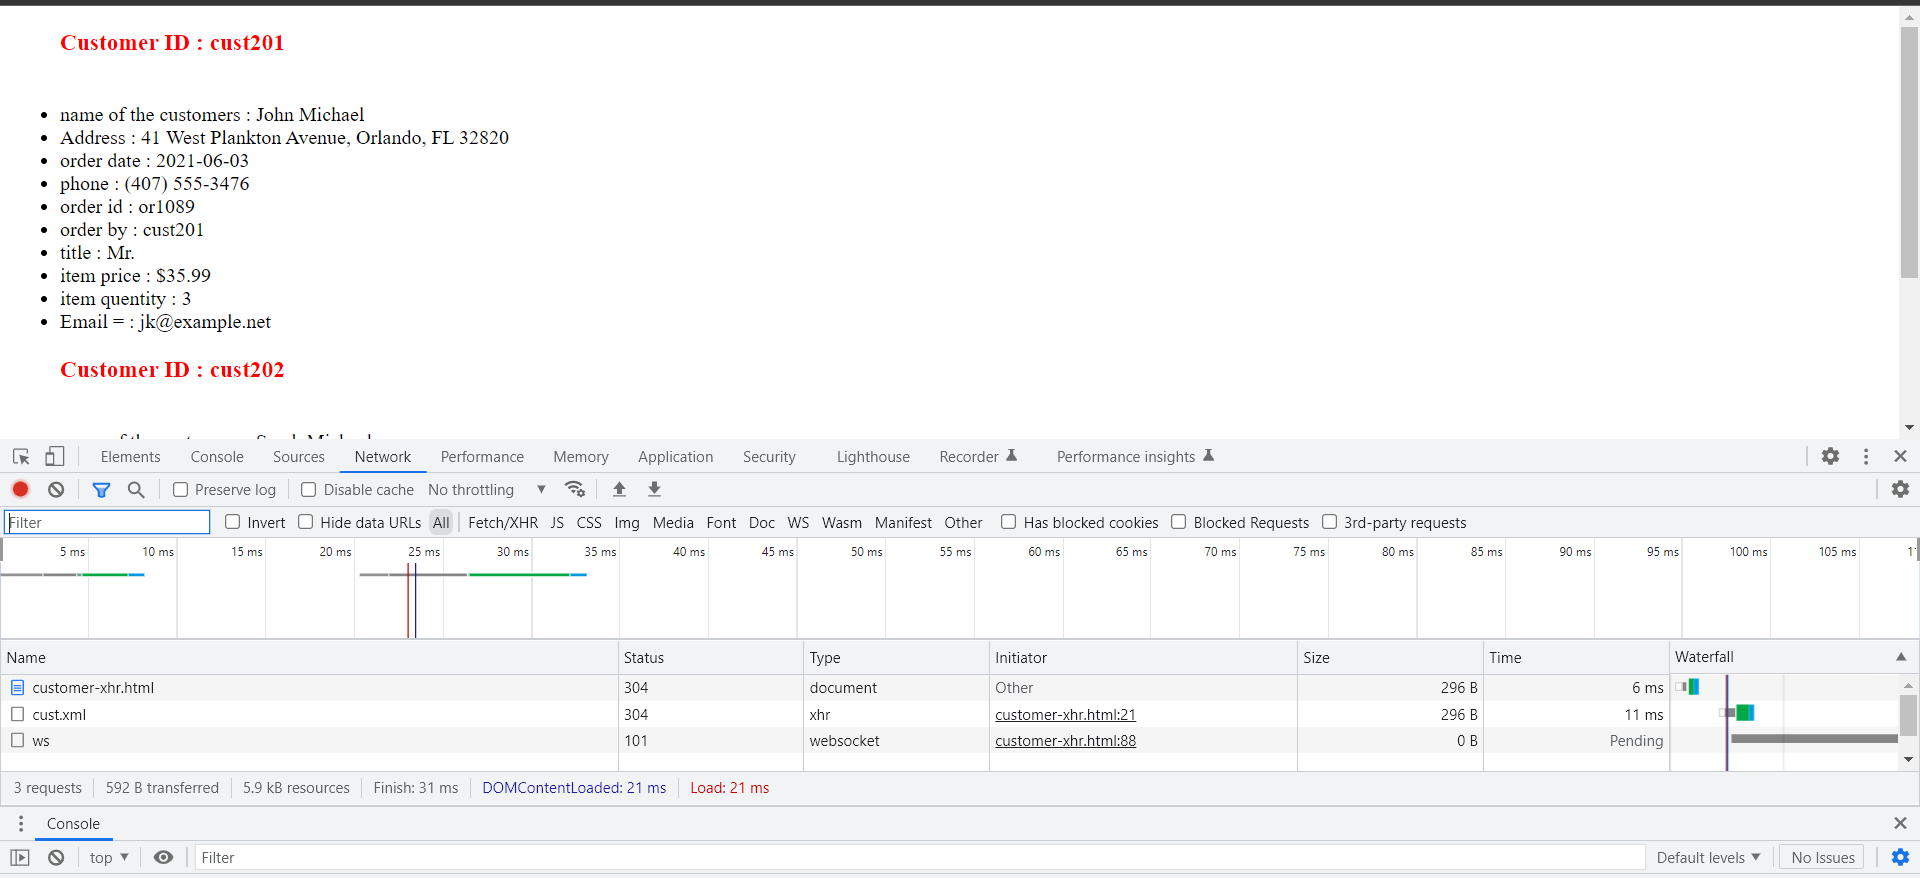 Customer ID : cust201
name of the customers : John Michael
Address : 41 West Plankton Avenue, Orlando, FL 32820
order date : 2021-06-03
phone : (407) 555-3476
order id : or1089
order by : cust201
title : Mr.
item price : $35.99
item quentity : 3
Email = : jk@example.net
Customer ID : cust202
Elements Console Sources Network Performance Memory Application Security Lighthouse Recorder Performance insights
Preserve log Disable cache No throttling
Filter Invert Hide data URLs All Fetch/XHR JS CSS Img Media Font Doc WS Wasm Manifest Other Has blocked cookies Blocked Requests 3rd-party requests
5 ms 10 ms 15 ms 20 ms 25 ms 30 ms 35 ms 40 ms 45 ms 50 ms 55 ms 60 ms 65 ms 70 ms 75 ms 80 ms 85 ms 90 ms 95 ms 100 ms 105 ms
Name Status Type Initiator Size Time Waterfall
customer-xhr.html 304 document Other 296 B 6 ms
cust.xml 304 xhr customer-xhr.html:21 296 B 11 ms
ws 101 websocket customer-xhr.html:88 0 B Pending
3 requests 592 B transferred 5.9 kB resources Finish: 31 ms DOMContentLoaded: 21 ms Load: 21 ms
Console
top Filter Default levels No Issues